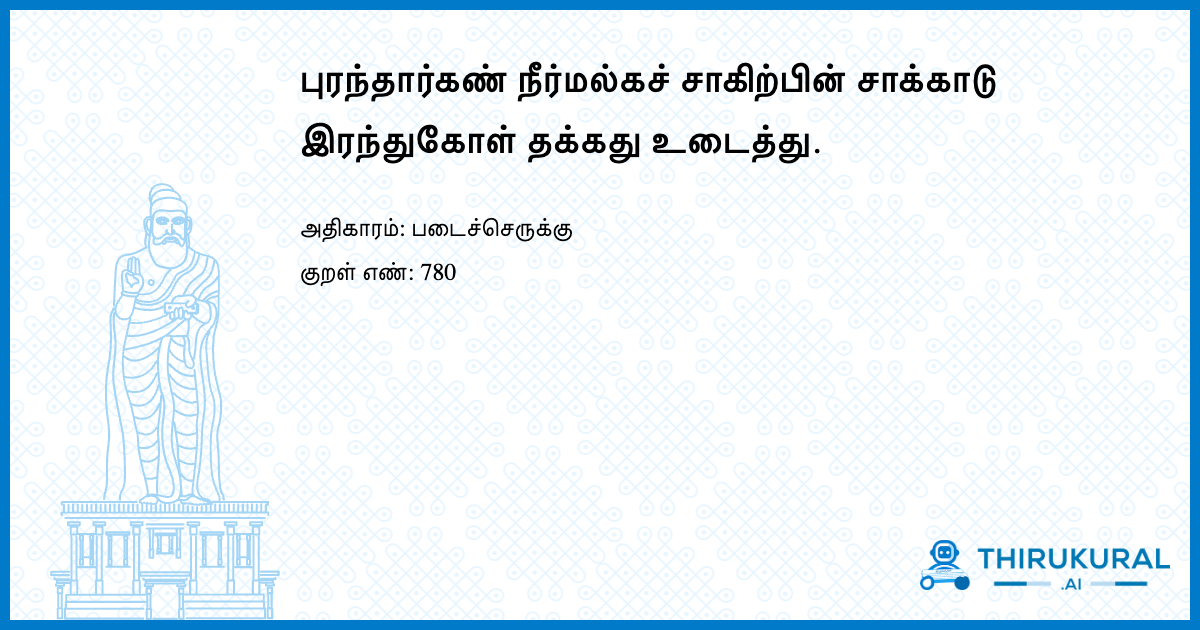 புரந்தார்கண் நீர்மல்கச் சாகிற்பின் சாக்காடு
இரந்துகோள் தக்கது உடைத்து.
அதிகாரம்: படைச்செருக்கு
குறள் எண்: 780
THIRUKURAL
.AI